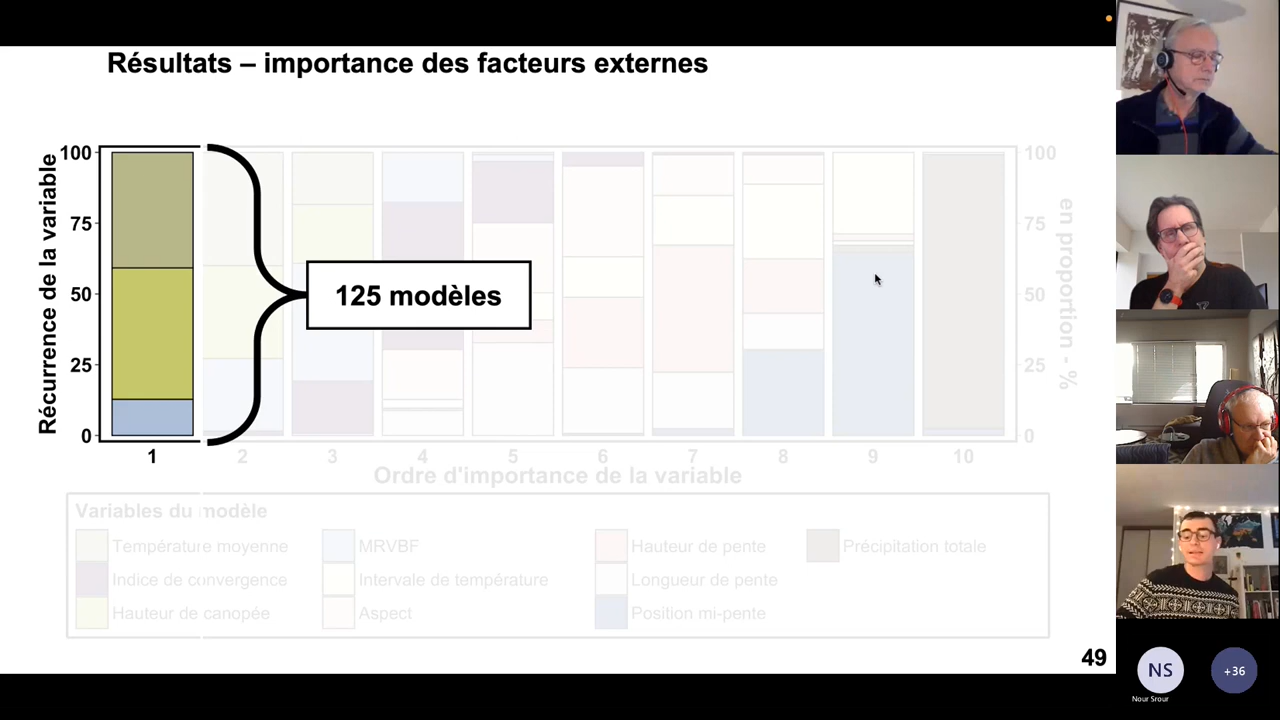 Résultats – importance des facteurs externes
Récurrence de la variable
100
75
50
25
0
125 modèles
100
75
50
25
0
en proportion - %
1 2 3 4 5 6 7 8 9 10
Ordre d'importance de la variable
Variables du modèle
Température moyenne MRVBF Hauteur de pente Précipitation totale
Indice de convergence Intervale de température Longueur de pente
Hauteur de canopée Aspect Position mi-pente
49
NS
Nour Srour
+36